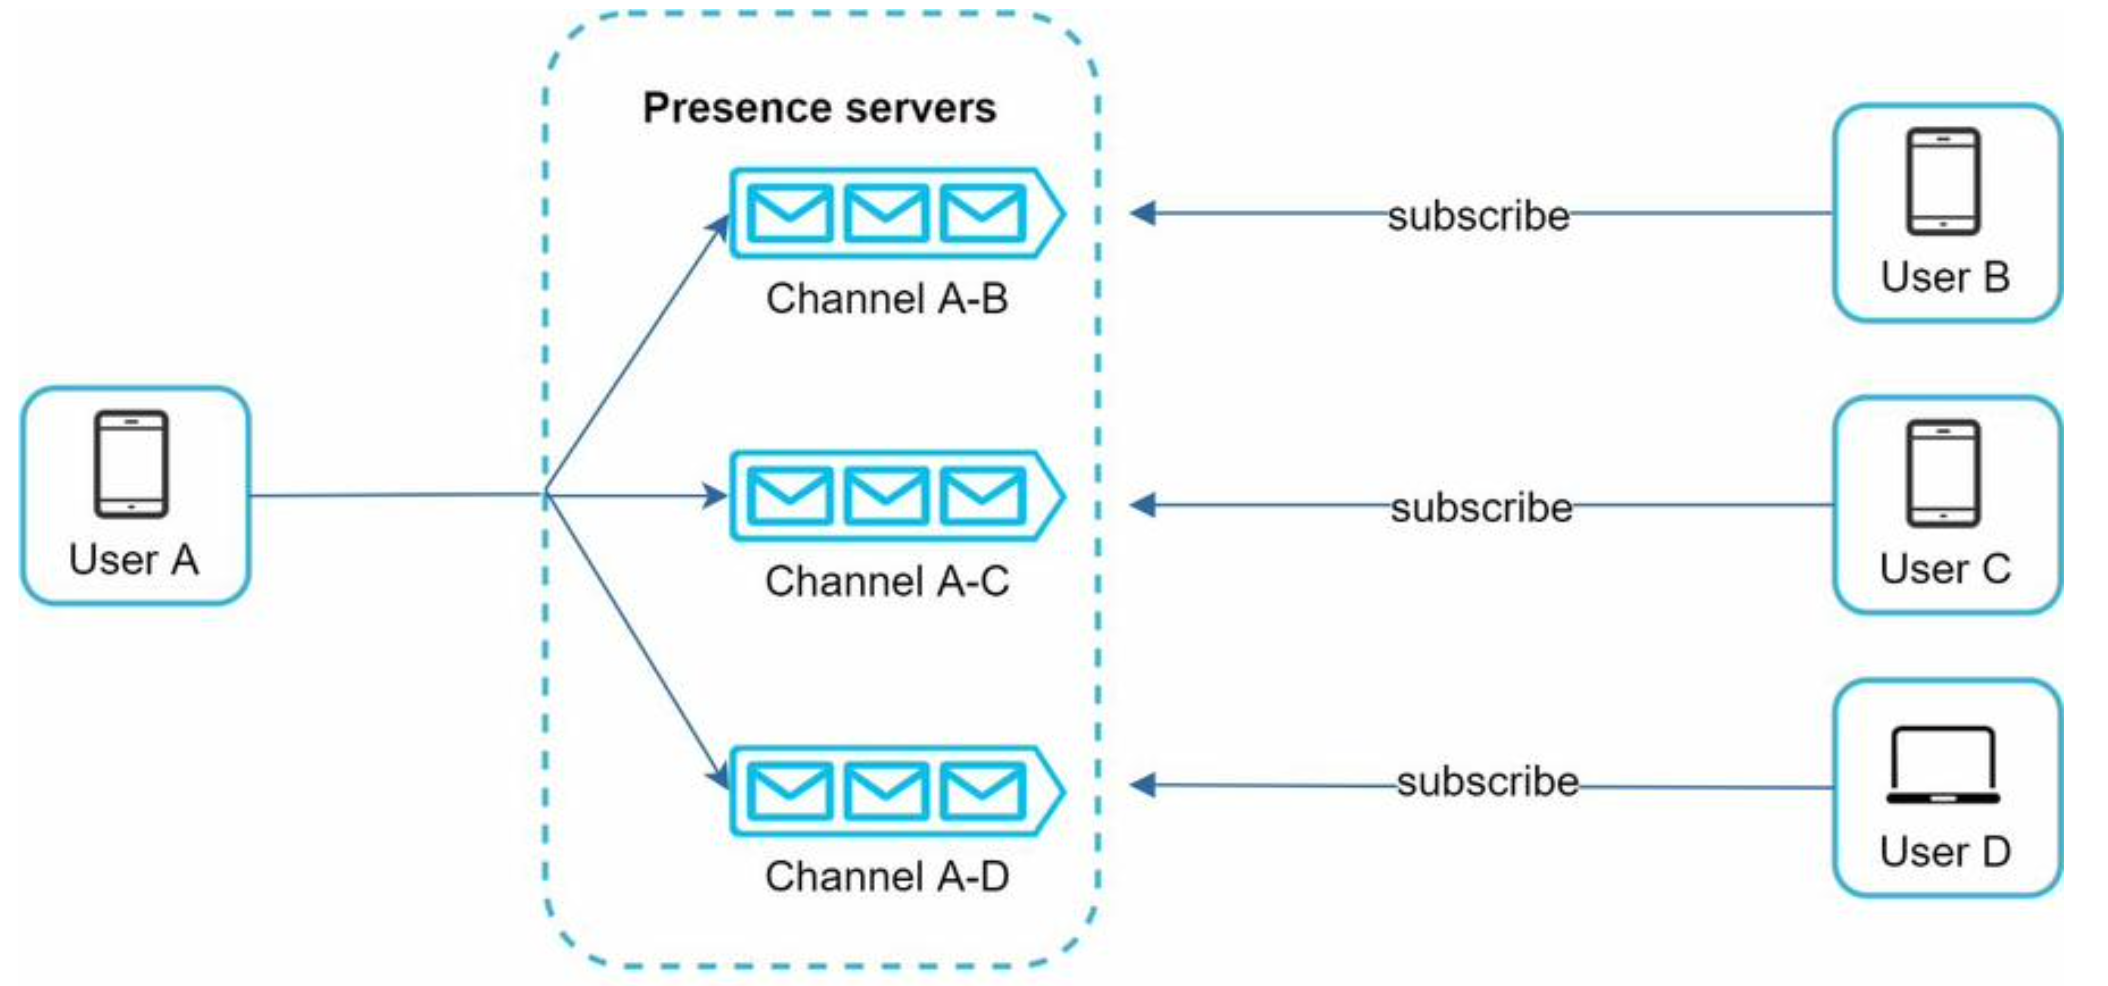 Presence servers
Channel A-B
subscribe
User B
User A
Channel A-C
subscribe
User C
Channel A-D
subscribe
User D